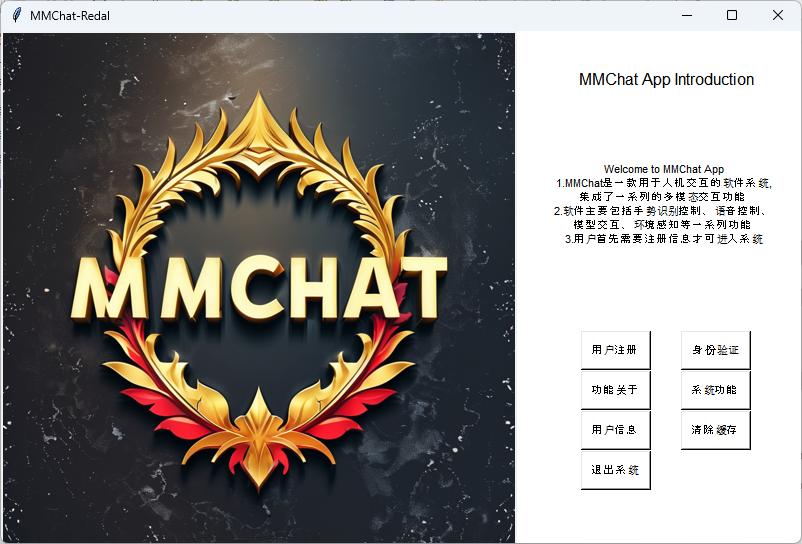 MMChat-Redal
MMCHAT
MMChat App Introduction
Welcome to MMChat App
1.MMChat是一款用于人机交互的软件系统,
集成了一系列的多模态交互功能
2.软件主要包括手势识别控制、语音控制、
模型交互、环境感知等一系列功能
3.用户首先需要注册信息才可进入系统
用户注册
身份验证
功能关于
系统功能
用户信息
清除缓存
退出系统